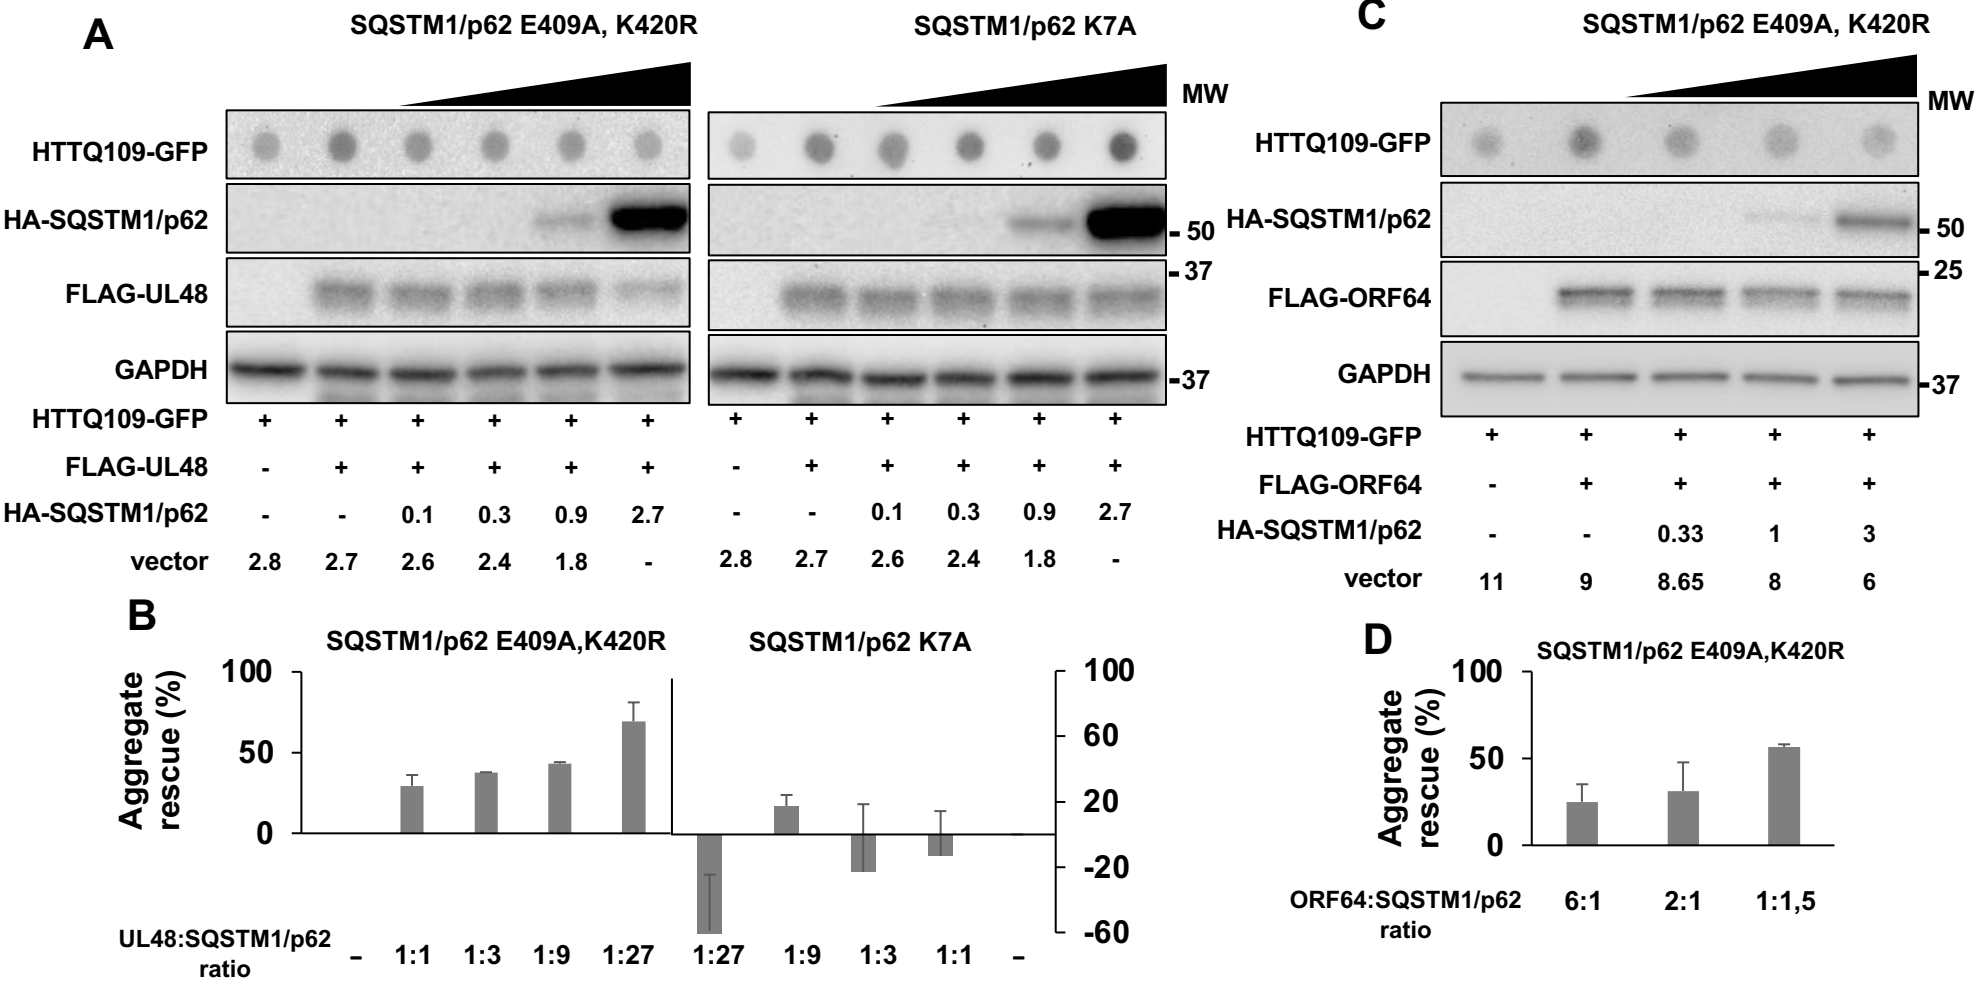 A
SQSTM1/p62 E409A, K420R
SQSTM1/p62 K7A
MW
HTTQ109-GFP
HA-SQSTM1/p62
- 50
FLAG-UL48
- 37
GAPDH
-37
HTTQ109-GFP + + + + + + + + + + + +
FLAG-UL48 - + + + + + - + + + + +
HA-SQSTM1/p62 - - 0.1 0.3 0.9 2.7 - - 0.1 0.3 0.9 2.7
vector 2.8 2.7 2.6 2.4 1.8 - 2.8 2.7 2.6 2.4 1.8 -
C
SQSTM1/p62 E409A, K420R
MW
HTTQ109-GFP
HA-SQSTM1/p62
- 50
- 25
FLAG-ORF64
GAPDH
-37
HTTQ109-GFP + + + + +
FLAG-ORF64 - + + + +
HA-SQSTM1/p62 - - 0.33 1 3
vector 11 9 8.65 8 6
B
SQSTM1/p62 E409A,K420R
SQSTM1/p62 K7A
Aggregate
rescue (%)
100
50
0
100
60
20
-20
-60
UL48:SQSTM1/p62
ratio
– 1:1 1:3 1:9 1:27 1:27 1:9 1:3 1:1 –
D
SQSTM1/p62 E409A,K420R
Aggregate
rescue (%)
100
50
0
ORF64:SQSTM1/p62
ratio
6:1 2:1 1:1,5